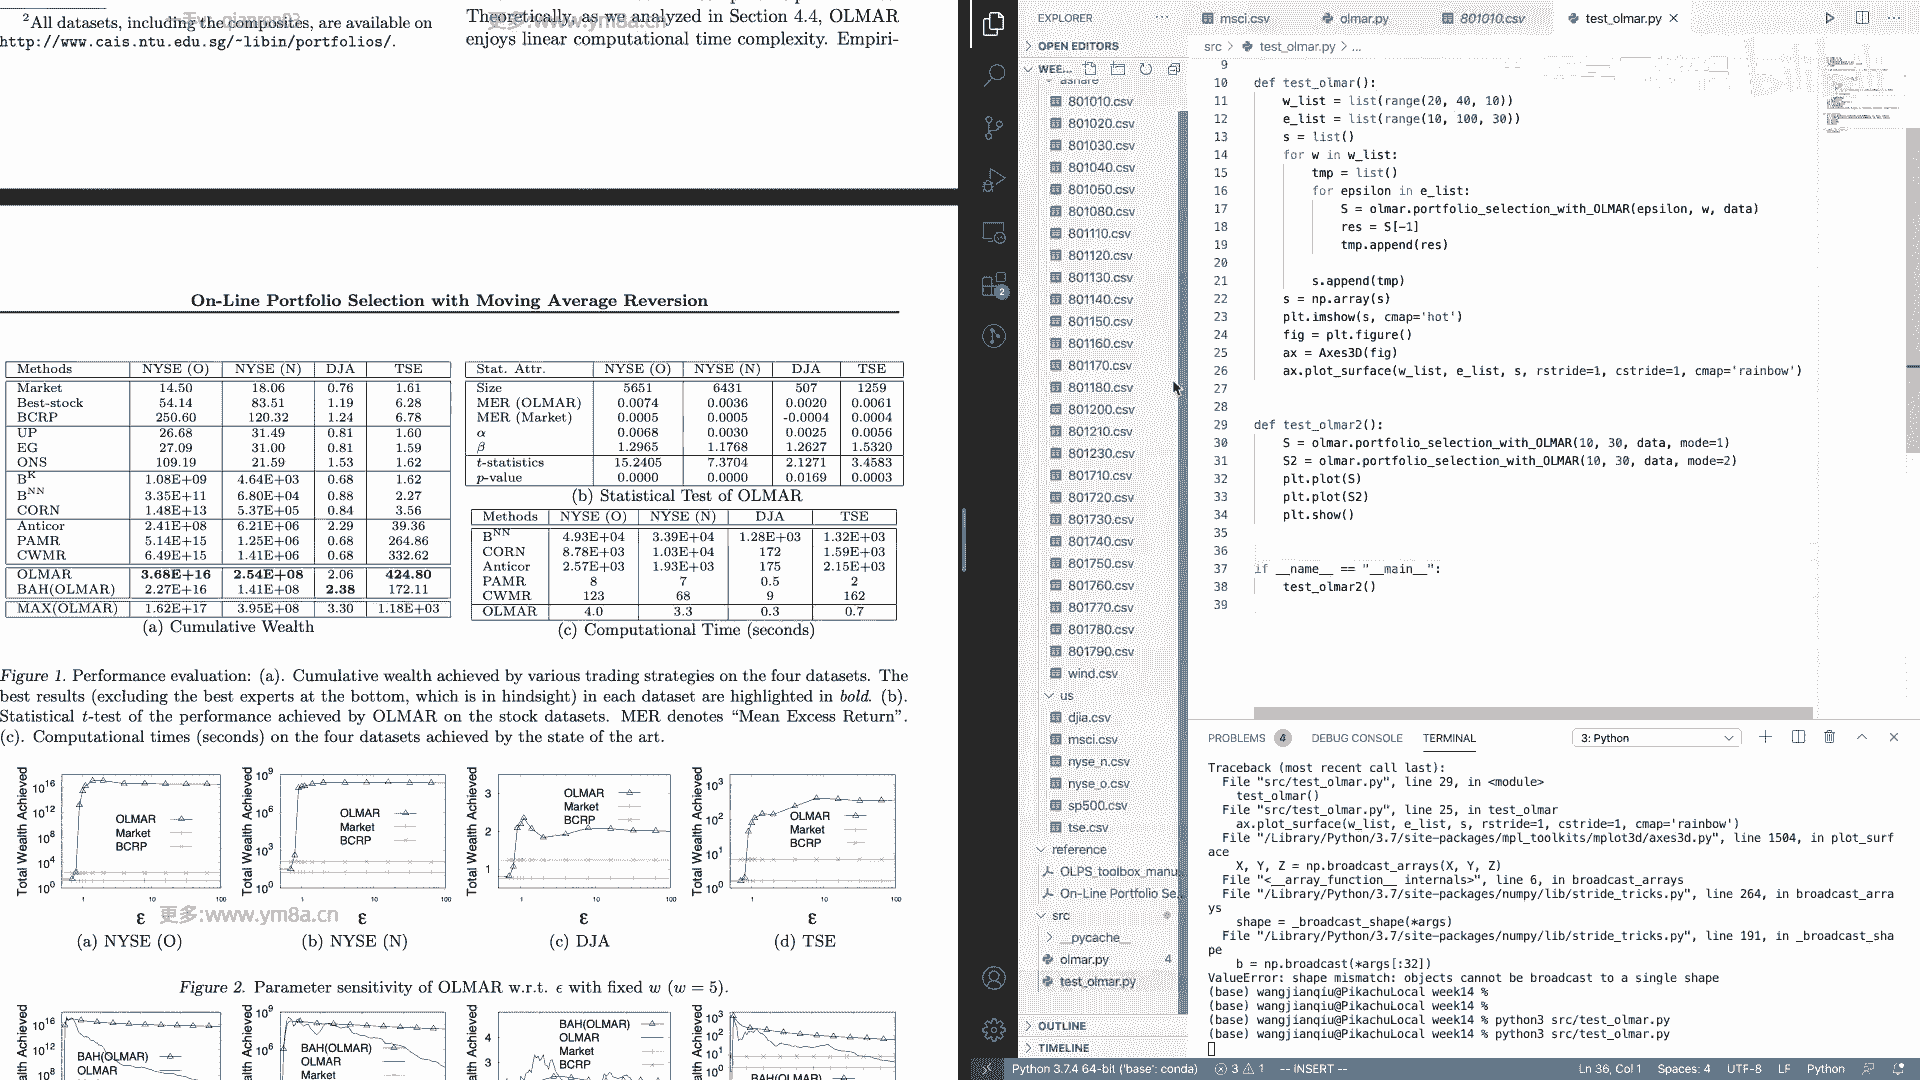 ²All datasets, including the composites, are available on
http://www.cais.ntu.edu.sg/~libin/portfolios/.
Theoretically, as we analyzed in Section 4.4, OLMAR
enjoys linear computational time complexity. Empiri-
On-Line Portfolio Selection with Moving Average Reversion
Methods NYSE (O) NYSE (N) DJA TSE
Market 14.50 18.06 0.76 1.61
Best-stock 54.14 83.51 1.19 6.28
BCRP 250.60 120.32 1.24 6.78
UP 26.68 31.49 0.81 1.60
EG 27.09 31.00 0.81 1.59
ONS 109.19 21.59 1.53 1.62
B^K 1.08E+09 4.64E+03 0.68 1.62
B^NN 3.35E+11 6.80E+04 0.88 2.27
CORN 1.48E+13 5.37E+05 0.84 3.56
Anticor 2.41E+08 6.21E+06 2.29 39.36
PAMR 5.14E+15 1.25E+06 0.68 264.86
CWMR 6.49E+15 1.41E+06 0.68 332.62
OLMAR 3.68E+16 2.54E+08 2.06 424.80
BAH(OLMAR) 2.27E+16 1.41E+08 2.38 172.11
MAX(OLMAR) 1.62E+17 3.95E+08 3.30 1.18E+03
(a) Cumulative Wealth
Stat. Attr. NYSE (O) NYSE (N) DJA TSE
Size 5651 6431 507 1259
MER (OLMAR) 0.0074 0.0036 0.0020 0.0061
MER (Market) 0.0005 0.0005 -0.0004 0.0004
α 0.0068 0.0030 0.0025 0.0056
β 1.2965 1.1768 1.2627 1.5320
t-statistics 15.2405 7.3704 2.1271 3.4583
p-value 0.0000 0.0000 0.0169 0.0003
(b) Statistical Test of OLMAR
Methods NYSE (O) NYSE (N) DJA TSE
B^NN 4.93E+04 3.39E+04 1.28E+03 1.32E+03
CORN 8.78E+03 1.03E+04 172 1.59E+03
Anticor 2.57E+03 1.93E+03 175 2.15E+03
PAMR 8 7 0.5 2
CWMR 123 68 9 162
OLMAR 4.0 3.3 0.3 0.7
(c) Computational Time (seconds)
Figure 1. Performance evaluation: (a). Cumulative wealth achieved by various trading strategies on the four datasets. The
best results (excluding the best experts at the bottom, which is in hindsight) in each dataset are highlighted in bold. (b).
Statistical t-test of the performance achieved by OLMAR on the stock datasets. MER denotes “Mean Excess Return”.
(c). Computational times (seconds) on the four datasets achieved by the state of the art.
Total Wealth Achieved
10^16
10^12
10^8
10^4
10^0
OLMAR
Market
BCRP
1 10 100
ε
(a) NYSE (O)
Total Wealth Achieved
10^9
10^6
10^3
10^0
OLMAR
Market
BCRP
1 10 100
ε
(b) NYSE (N)
Total Wealth Achieved
3
2
1
OLMAR
Market
BCRP
1 10 100
ε
(c) DJA
Total Wealth Achieved
10^3
10^2
10^1
10^0
OLMAR
Market
BCRP
1 10 100
ε
(d) TSE
更多:www.ym8a.cn
Figure 2. Parameter sensitivity of OLMAR w.r.t. ϵ with fixed w (w = 5).
10^16
10^12
10^8
BAH(OLMAR)
OLMAR
10^9
10^6
BAH(OLMAR)
OLMAR
Market
4
3
BAH(OLMAR)
OLMAR
Market
BCRP
10^3
10^2
10^1
10^0
BAH(OLMAR)
EXPLORER
OPEN EDITORS
WEE...
ashare
801010.csv
801020.csv
801030.csv
801040.csv
801050.csv
801080.csv
801110.csv
801120.csv
801130.csv
801140.csv
801150.csv
801160.csv
801170.csv
801180.csv
801200.csv
801210.csv
801230.csv
801710.csv
801720.csv
801730.csv
801740.csv
801750.csv
801760.csv
801770.csv
801780.csv
801790.csv
wind.csv
us
djia.csv
msci.csv
nyse_n.csv
nyse_o.csv
sp500.csv
tse.csv
reference
OLPS_toolbox_manu...
On-Line Portfolio Se...
src
__pycache__
olmar.py 4
test_olmar.py
OUTLINE
TIMELINE
2
msci.csv olmar.py 801010.csv test_olmar.py
src > test_olmar.py > ...
9
10 def test_olmar():
11 w_list = list(range(20, 40, 10))
12 e_list = list(range(10, 100, 30))
13 s = list()
14 for w in w_list:
15 tmp = list()
16 for epsilon in e_list:
17 S = olmar.portfolio_selection_with_OLMAR(epsilon, w, data)
18 res = S[-1]
19 tmp.append(res)
20
21 s.append(tmp)
22 s = np.array(s)
23 plt.imshow(s, cmap='hot')
24 fig = plt.figure()
25 ax = Axes3D(fig)
26 ax.plot_surface(w_list, e_list, s, rstride=1, cstride=1, cmap='rainbow')
27
28
29 def test_olmar2():
30 S = olmar.portfolio_selection_with_OLMAR(10, 30, data, mode=1)
31 S2 = olmar.portfolio_selection_with_OLMAR(10, 30, data, mode=2)
32 plt.plot(S)
33 plt.plot(S2)
34 plt.show()
35
36
37 if __name__ == "__main__":
38 test_olmar2()
39
PROBLEMS 4 DEBUG CONSOLE TERMINAL 3: Python
Traceback (most recent call last):
File "src/test_olmar.py", line 29, in <module>
test_olmar()
File "src/test_olmar.py", line 25, in test_olmar
ax.plot_surface(w_list, e_list, s, rstride=1, cstride=1, cmap='rainbow')
File "/Library/Python/3.7/site-packages/mpl_toolkits/mplot3d/axes3d.py", line 1504, in plot_surf
ace
X, Y, Z = np.broadcast_arrays(X, Y, Z)
File "<__array_function__ internals>", line 6, in broadcast_arrays
File "/Library/Python/3.7/site-packages/numpy/lib/stride_tricks.py", line 264, in broadcast_arra
ys
shape = _broadcast_shape(*args)
File "/Library/Python/3.7/site-packages/numpy/lib/stride_tricks.py", line 191, in _broadcast_sha
pe
b = np.broadcast(*args[:32])
ValueError: shape mismatch: objects cannot be broadcast to a single shape
(base) wangjianqiu@PikachuLocal week14 %
(base) wangjianqiu@PikachuLocal week14 %
(base) wangjianqiu@PikachuLocal week14 % python3 src/test_olmar.py
(base) wangjianqiu@PikachuLocal week14 % python3 src/test_olmar.py
Python 3.7.4 64-bit ('base': conda) 3 1 -- INSERT -- Ln 36, Col 1 Spaces: 4 UTF-8 LF Python